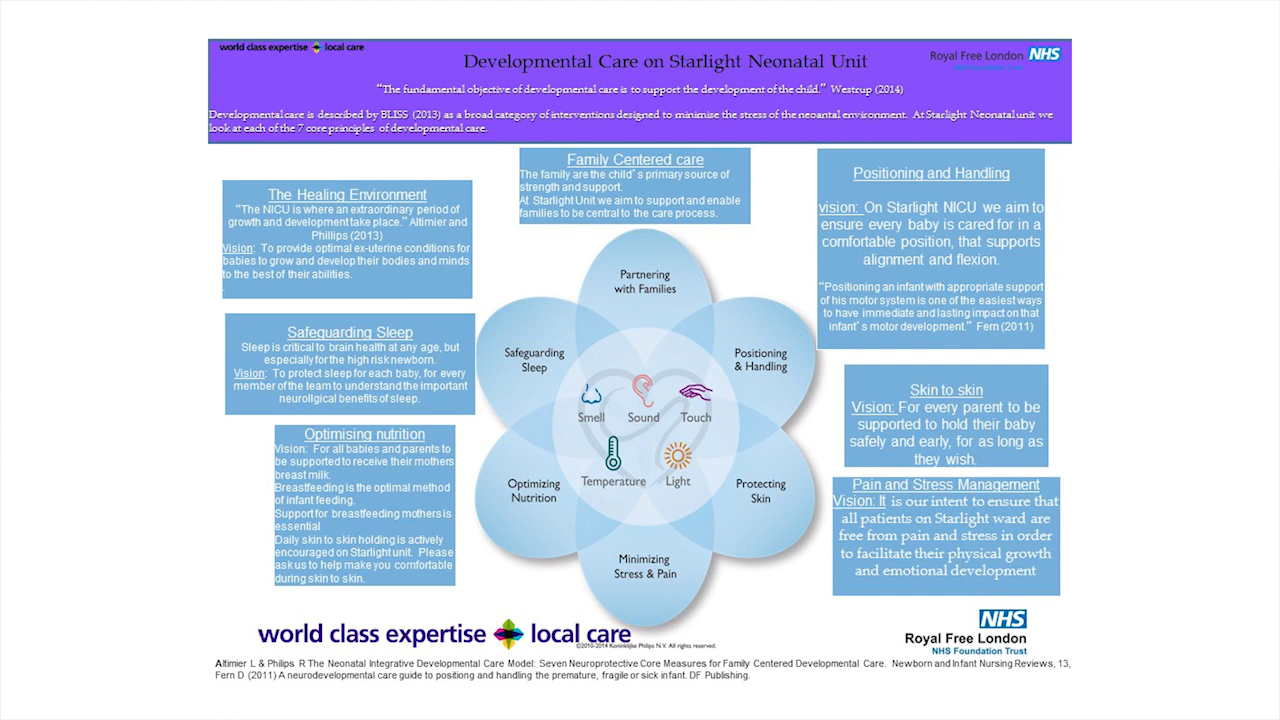 world class expertise local care
Developmental Care on Starlight Neonatal Unit
Royal Free London NHS
NHS Foundation Trust
“The fundamental objective of developmental care is to support the development of the child.” Westrup (2014)
Developmental care is described by BLISS (2013) as a broad category of interventions designed to minimise the stress of the neoantal environment. At Starlight Neonatal unit we
look at each of the 7 core principles of developmental care.
Family Centered care
The family are the child’s primary source of
strength and support.
At Starlight Unit we aim to support and enable
families to be central to the care process.
The Healing Environment
“The NICU is where an extraordinary period of
growth and development take place.” Altimier and
Phillips (2013)
Vision: To provide optimal ex-uterine conditions for
babies to grow and develop their bodies and minds
to the best of their abilities.
.
Safeguarding Sleep
Sleep is critical to brain health at any age, but
especially for the high risk newborn.
Vision: To protect sleep for each baby, for every
member of the team to understand the important
neurollgical benefits of sleep.
Optimising nutrition
Vision: For all babies and parents to
be supported to receive their mothers
breast milk.
Breastfeeding is the optimal method
of infant feeding.
Support for breastfeeding mothers is
essential
Daily skin to skin holding is actively
encouraged on Starlight unit. Please
ask us to help make you comfortable
during skin to skin.
Partnering
with Families
Safeguarding
Sleep
Positioning
& Handling
Smell Sound Touch
Temperature Light
Optimizing
Nutrition
Protecting
Skin
Minimizing
Stress & Pain
Positioning and Handling
vision: On Starlight NICU we aim to
ensure every baby is cared for in a
comfortable position, that supports
alignment and flexion.
“Positioning an infant with appropriate support
of his motor system is one of the easiest ways
to have immediate and lasting impact on that
infant’s motor development.” Fern (2011)
Skin to skin
Vision: For every parent to be
supported to hold their baby
safely and early, for as long as
they wish.
Pain and Stress Management
Vision: It is our intent to ensure that
all patients on Starlight ward are
free from pain and stress in order
to facilitate their physical growth
and emotional development
world class expertise local care
©2010-2014 Koninklijke Philips N.V. All rights reserved.
NHS
Royal Free London
NHS Foundation Trust
Altimier L & Philips R The Neonatal Integrative Developmental Care Model: Seven Neuroprotective Core Measures for Family Centered Developmental Care. Newborn and Infant Nursing Reviews, 13,
Fern D (2011) A neurodevelopmental care guide to positiong and handling the premature, fragile or sick infant. DF Publishing.